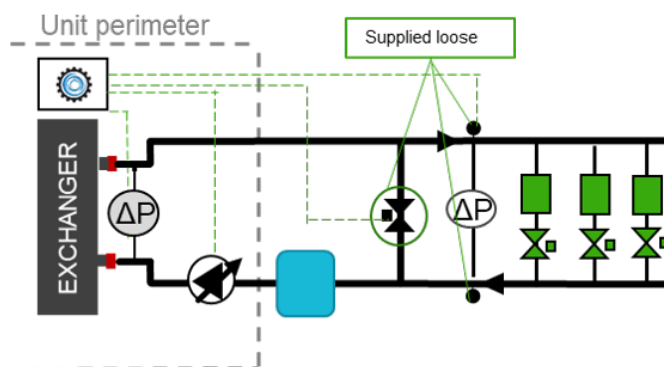 Unit perimeter
Supplied loose
EXCHANGER
ΔP
ΔP